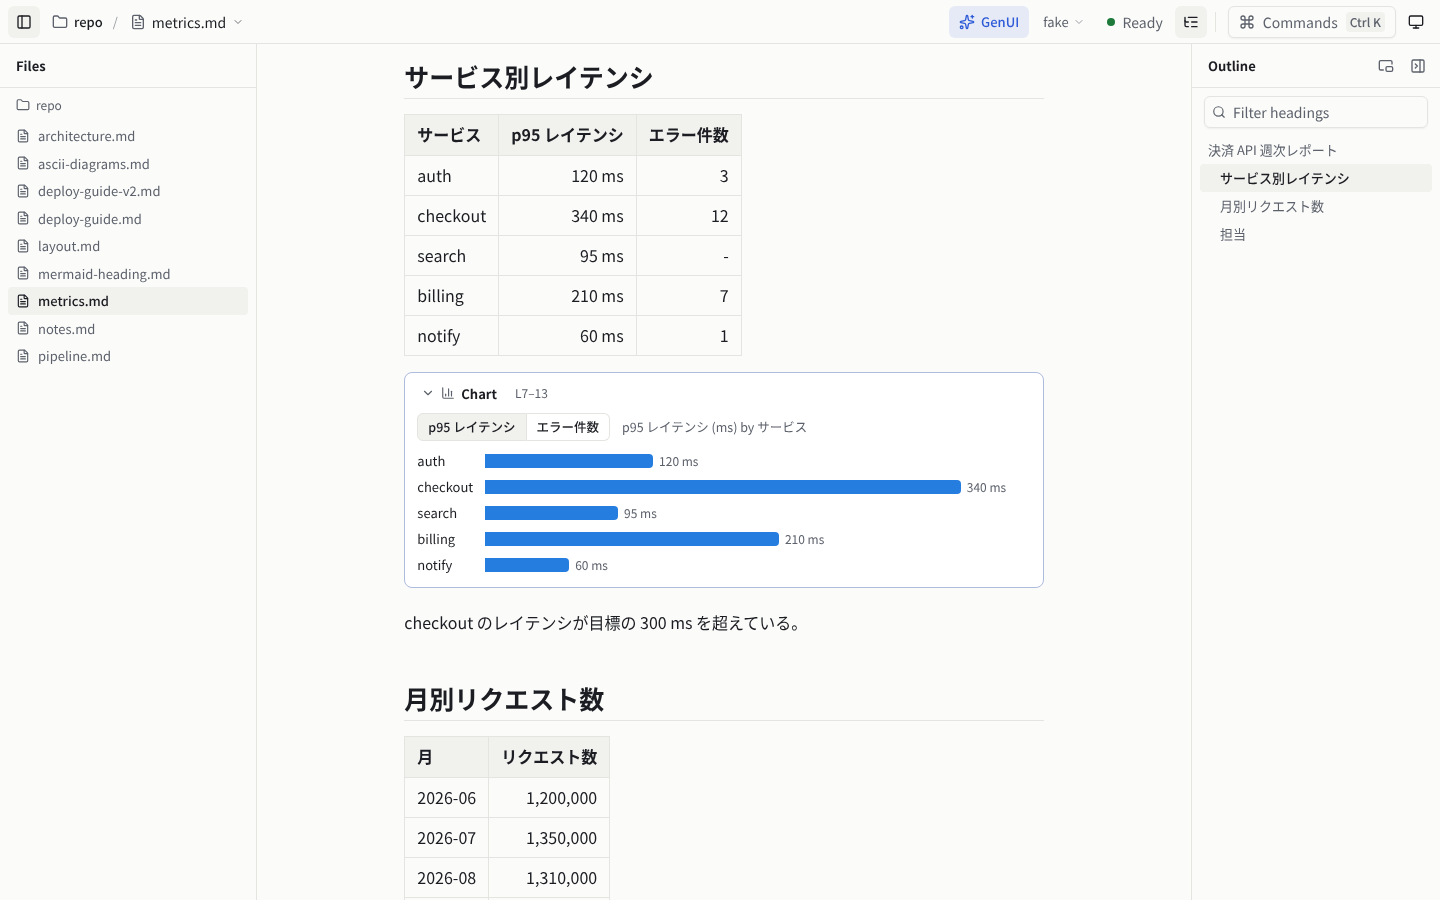 repo / metrics.md
GenUI
fake
Ready
Commands Ctrl K
Files
repo
architecture.md
ascii-diagrams.md
deploy-guide-v2.md
deploy-guide.md
layout.md
mermaid-heading.md
metrics.md
notes.md
pipeline.md
サービス別レイテンシ
サービス p95 レイテンシ エラー件数
auth 120 ms 3
checkout 340 ms 12
search 95 ms -
billing 210 ms 7
notify 60 ms 1
Chart L7–13
p95 レイテンシ エラー件数 p95 レイテンシ (ms) by サービス
auth 120 ms
checkout 340 ms
search 95 ms
billing 210 ms
notify 60 ms
checkout のレイテンシが目標の 300 ms を超えている。
月別リクエスト数
月 リクエスト数
2026-06 1,200,000
2026-07 1,350,000
2026-08 1,310,000
Outline
Filter headings
決済 API 週次レポート
サービス別レイテンシ
月別リクエスト数
担当